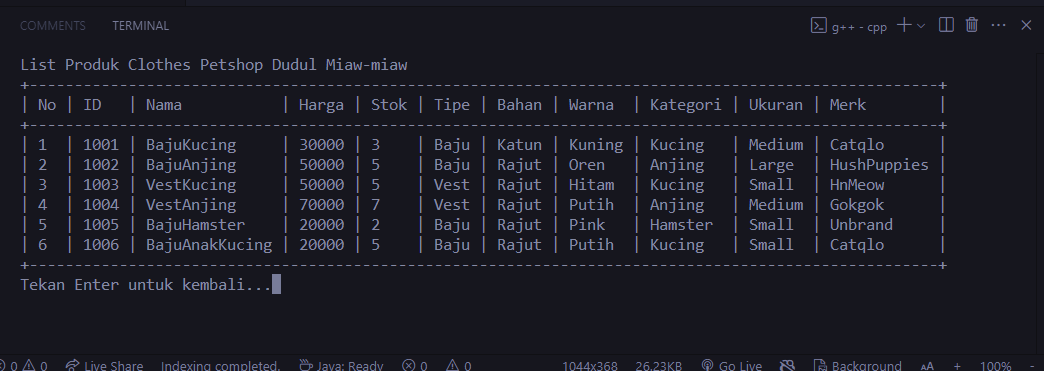 COMMENTS TERMINAL g++ - cpp
List Produk Clothes Petshop Dudul Miaw-miaw
+-----------------------------------------------------------------------------------------------------+
| No | ID   | Nama          | Harga | Stok | Tipe | Bahan | Warna  | Kategori | Ukuran | Merk        |
+-----------------------------------------------------------------------------------------------------+
| 1  | 1001 | BajuKucing    | 30000 | 3    | Baju | Katun | Kuning | Kucing   | Medium | Catqlo      |
| 2  | 1002 | BajuAnjing    | 50000 | 5    | Baju | Rajut | Oren   | Anjing   | Large  | HushPuppies |
| 3  | 1003 | VestKucing    | 50000 | 5    | Vest | Rajut | Hitam  | Kucing   | Small  | HnMeow      |
| 4  | 1004 | VestAnjing    | 70000 | 7    | Vest | Rajut | Putih  | Anjing   | Medium | Gokgok      |
| 5  | 1005 | BajuHamster   | 20000 | 2    | Baju | Rajut | Pink   | Hamster  | Small  | Unbrand     |
| 6  | 1006 | BajuAnakKucing | 20000 | 5    | Baju | Rajut | Putih  | Kucing   | Small  | Catqlo      |
+-----------------------------------------------------------------------------------------------------+
Tekan Enter untuk kembali...
0 0 Live Share Indexing completed. Java: Ready 0 0 1044x368 26.23KB Go Live Background AA + 100% -